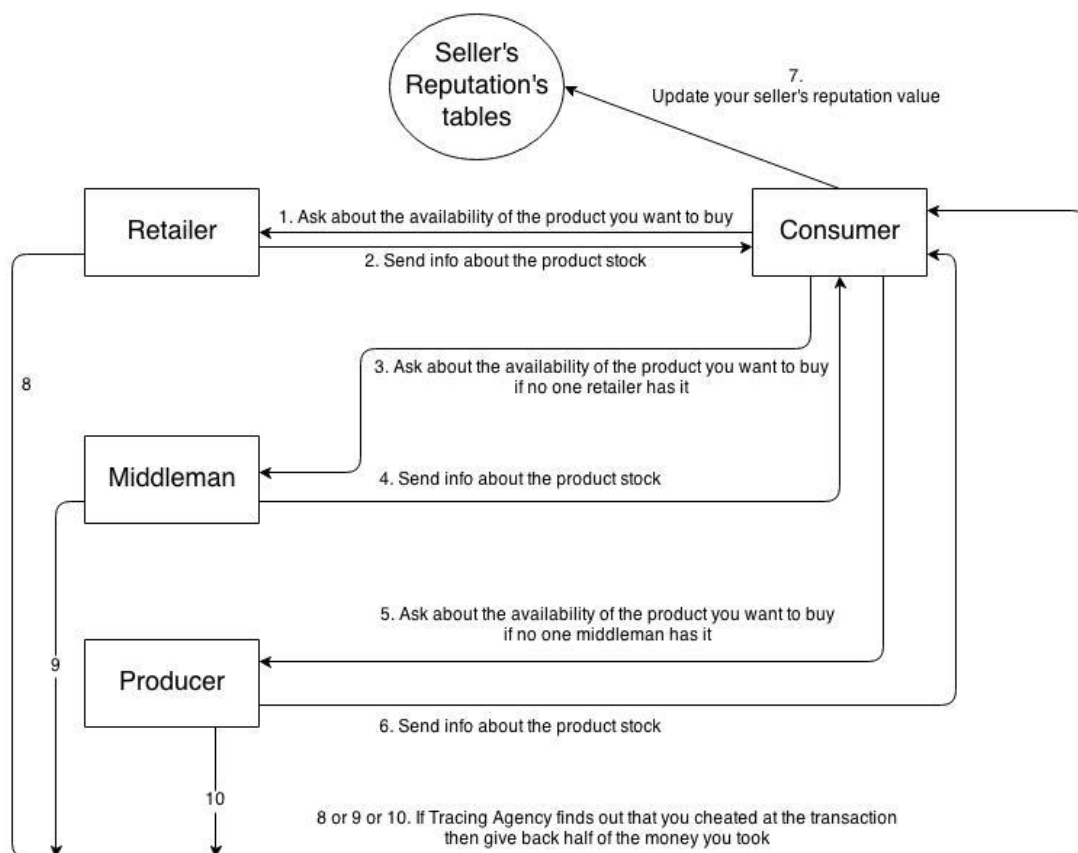 Seller's
Reputation's
tables
7.
Update your seller's reputation value
Retailer
1. Ask about the availability of the product you want to buy
Consumer
2. Send info about the product stock
3. Ask about the availability of the product you want to buy
if no one retailer has it
8
Middleman
4. Send info about the product stock
5. Ask about the availability of the product you want to buy
if no one middleman has it
9
Producer
6. Send info about the product stock
10
8 or 9 or 10. If Tracing Agency finds out that you cheated at the transaction
then give back half of the money you took